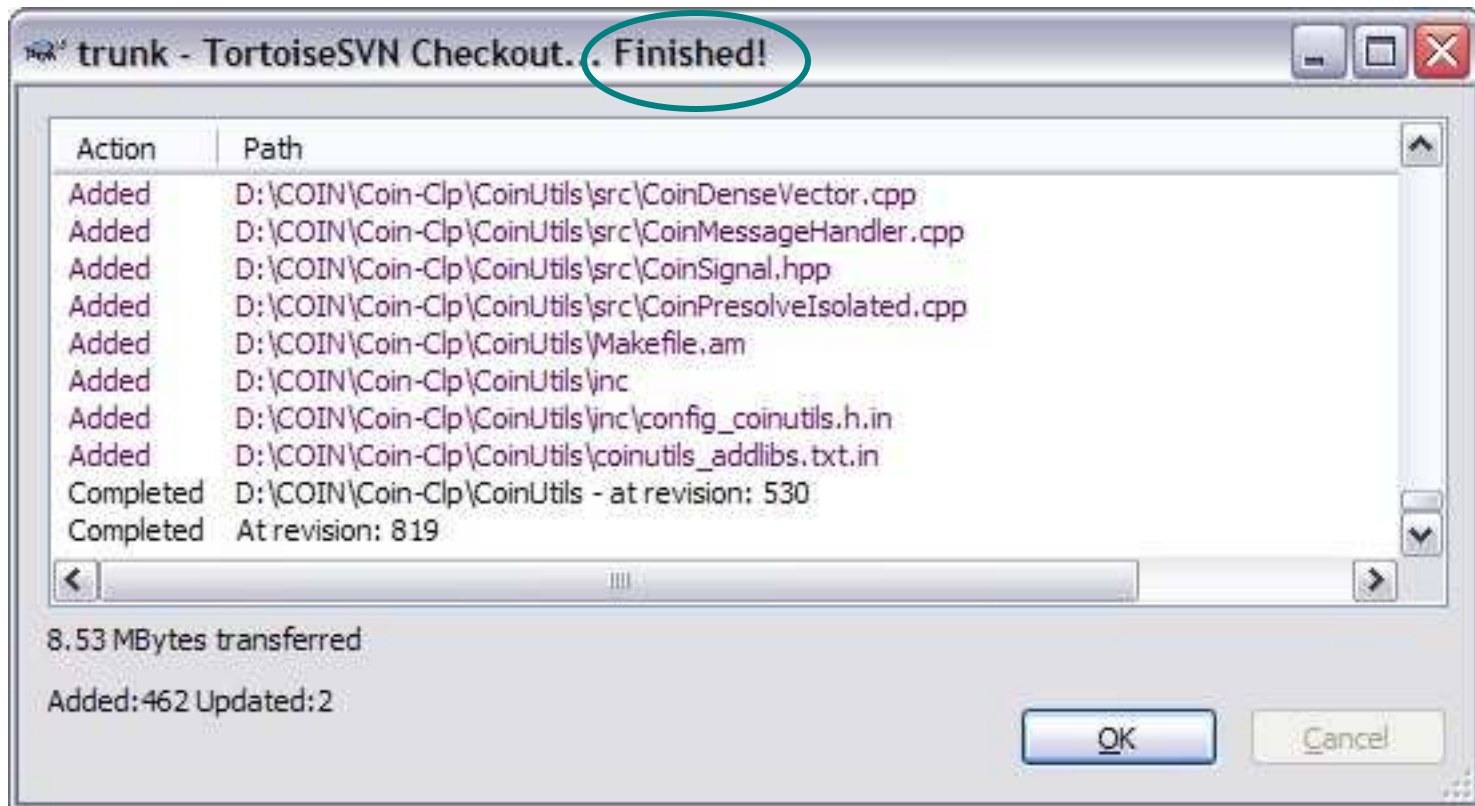 trunk - TortoiseSVN Checkout... Finished!
Action Path
Added D:\COIN\Coin-Clp\CoinUtils\src\CoinDenseVector.cpp
Added D:\COIN\Coin-Clp\CoinUtils\src\CoinMessageHandler.cpp
Added D:\COIN\Coin-Clp\CoinUtils\src\CoinSignal.hpp
Added D:\COIN\Coin-Clp\CoinUtils\src\CoinPresolveIsolated.cpp
Added D:\COIN\Coin-Clp\CoinUtils\Makefile.am
Added D:\COIN\Coin-Clp\CoinUtils\inc
Added D:\COIN\Coin-Clp\CoinUtils\inc\config_coinutils.h.in
Added D:\COIN\Coin-Clp\CoinUtils\coinutils_addlibs.txt.in
Completed D:\COIN\Coin-Clp\CoinUtils - at revision: 530
Completed At revision: 819
8.53 MBytes transferred
Added:462 Updated:2
OK Cancel